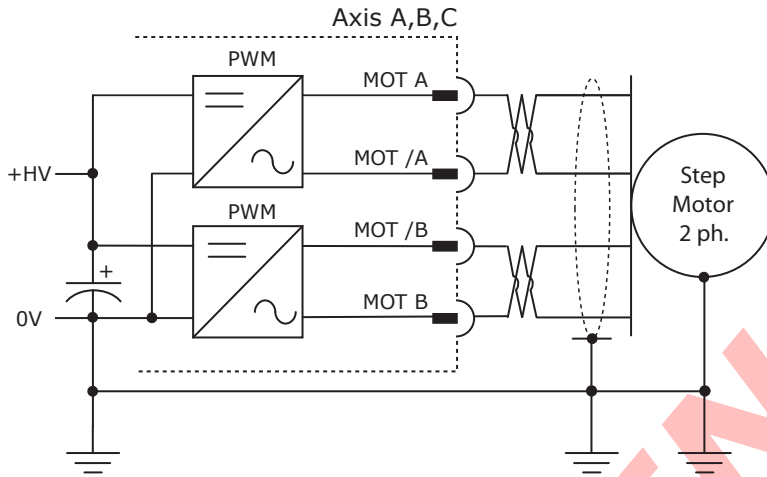 Axis A,B,C
PWM
MOT A
MOT /A
+HV
PWM
MOT /B
+
0V
MOT B
Step
Motor
2 ph.